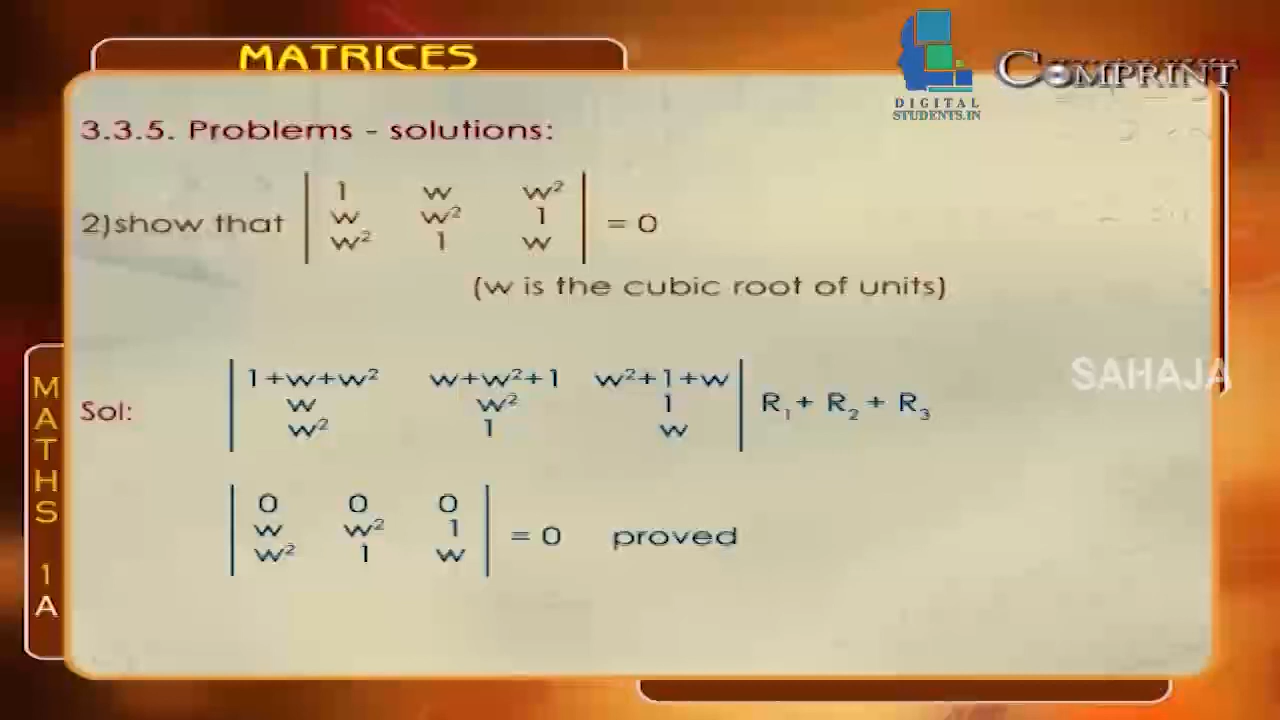 MATRICES
DIGITAL
STUDENTS.IN
COMPRINT
3.3.5. Problems - solutions:
2)show that | 1 w w² | = 0
| w w² 1 |
| w² 1 w |
(w is the cubic root of units)
SAHAJA
Sol: | 1+w+w² w+w²+1 w²+1+w | R₁+ R₂ + R₃
| w w² 1 |
| w² 1 w |
| 0 0 0 | = 0 proved
| w w² 1 |
| w² 1 w |
MATHS 1A